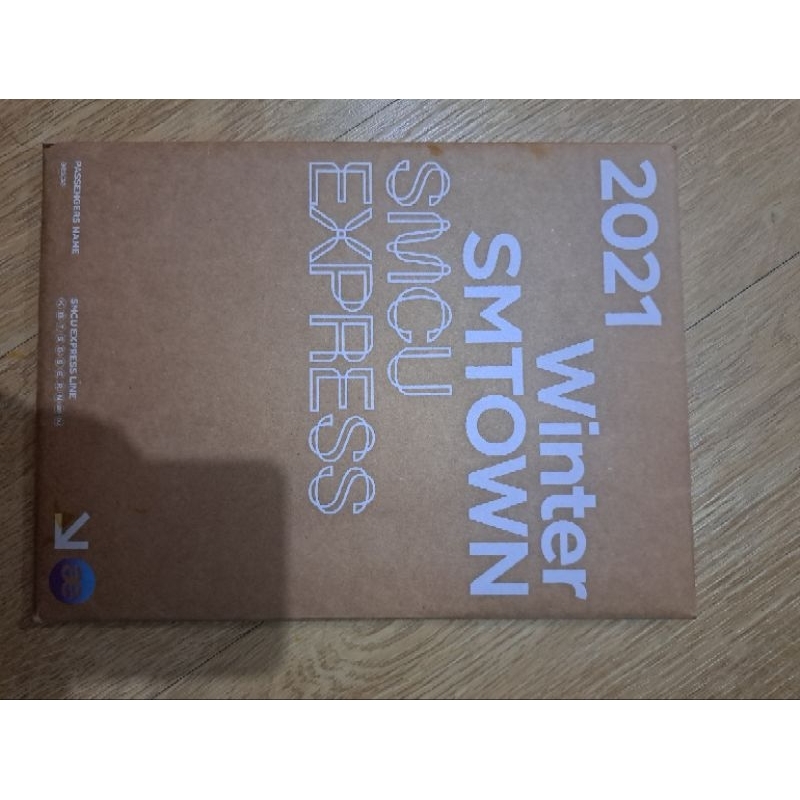 2021
Winter
SMTOWN
SMCU
EXPRESS
PASSENGERS NAME
SMCU EXPRESS LINE